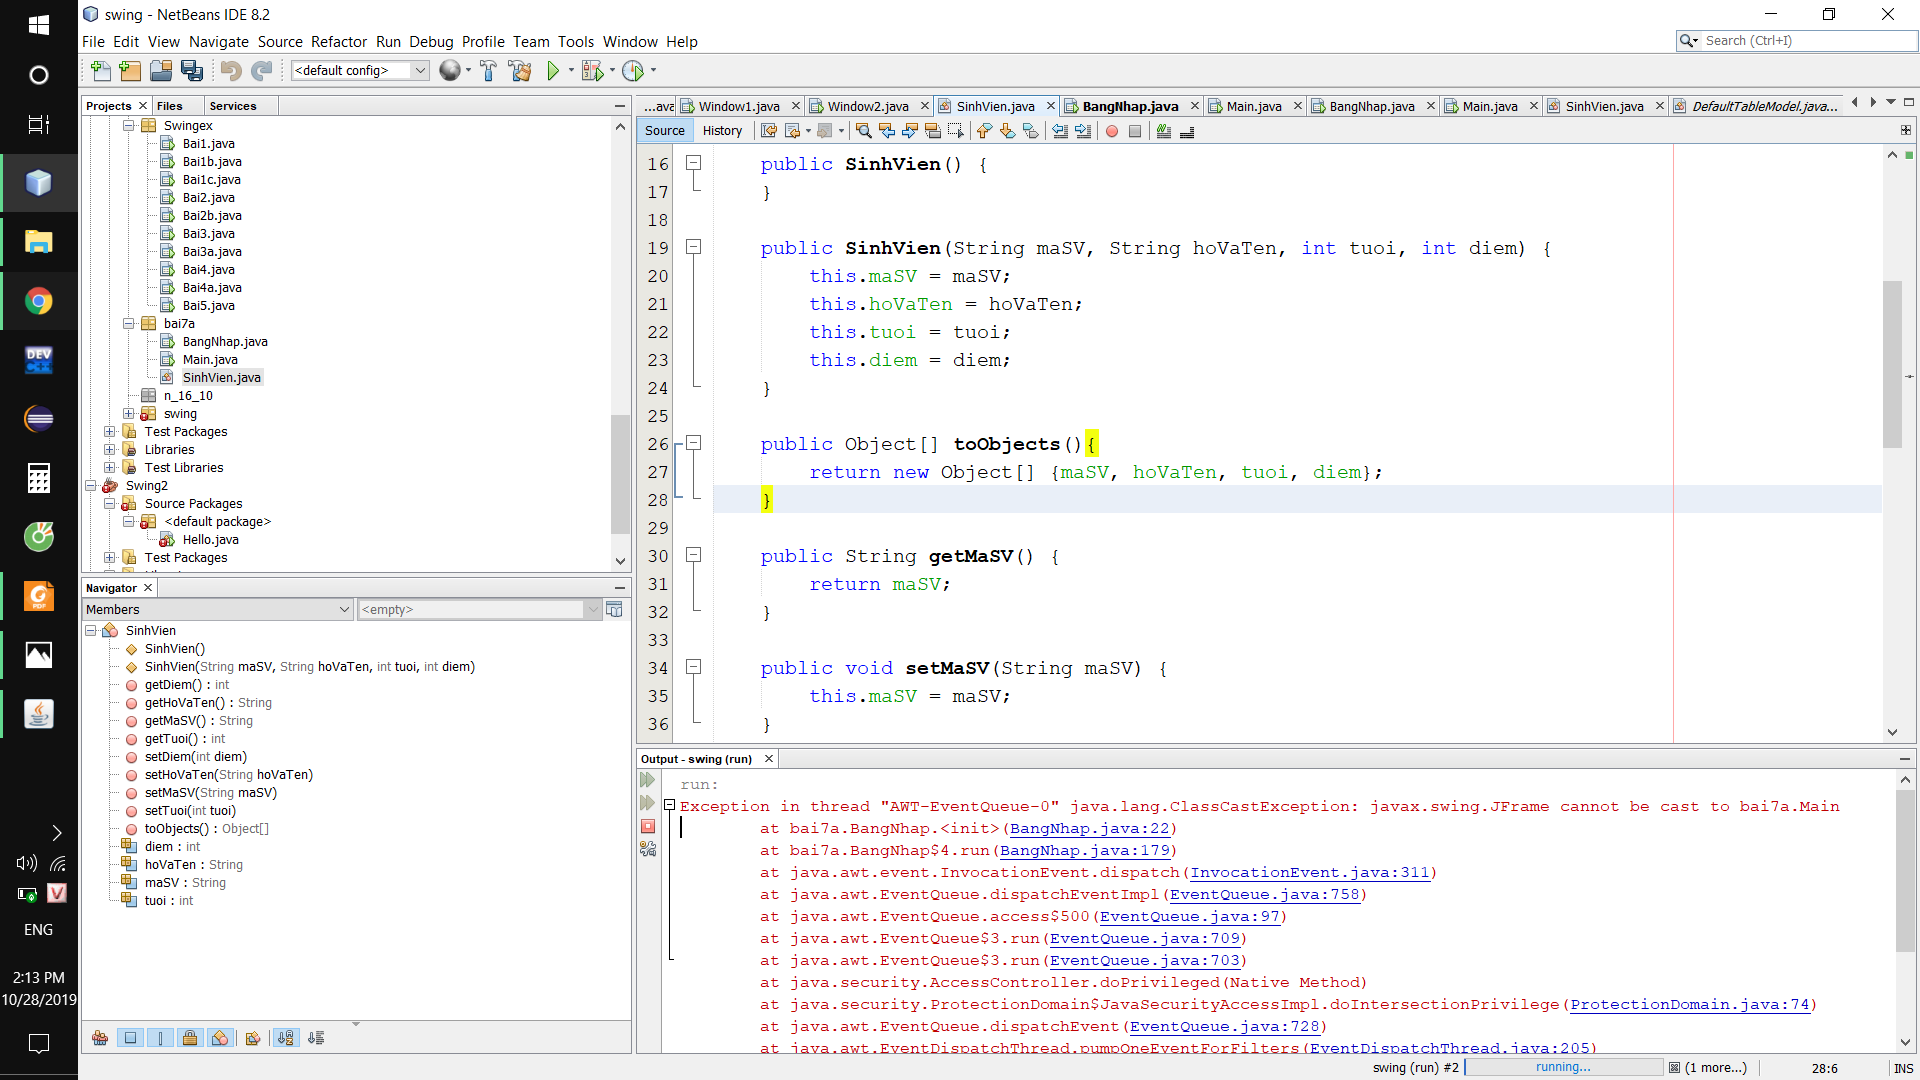 swing - NetBeans IDE 8.2
File Edit View Navigate Source Refactor Run Debug Profile Team Tools Window Help
Search (Ctrl+I)
<default config>
Projects Files Services
Swingex
Bai1.java
Bai1b.java
Bai1c.java
Bai2.java
Bai2b.java
Bai3.java
Bai3a.java
Bai4.java
Bai4a.java
Bai5.java
bai7a
BangNhap.java
Main.java
SinhVien.java
n_16_10
swing
Test Packages
Libraries
Test Libraries
Swing2
Source Packages
<default package>
Hello.java
Test Packages
Navigator
Members
<empty>
SinhVien
SinhVien()
SinhVien(String maSV, String hoVaTen, int tuoi, int diem)
getDiem() : int
getHoVaTen() : String
getMaSV() : String
getTuoi() : int
setDiem(int diem)
setHoVaTen(String hoVaTen)
setMaSV(String maSV)
setTuoi(int tuoi)
toObjects() : Object[]
diem : int
hoVaTen : String
maSV : String
tuoi : int
...ava Window1.java Window2.java SinhVien.java BangNhap.java Main.java BangNhap.java Main.java SinhVien.java DefaultTableModel.java...
Source History
16 public SinhVien() {
17 }
18
19 public SinhVien(String maSV, String hoVaTen, int tuoi, int diem) {
20 this.maSV = maSV;
21 this.hoVaTen = hoVaTen;
22 this.tuoi = tuoi;
23 this.diem = diem;
24 }
25
26 public Object[] toObjects(){
27 return new Object[] {maSV, hoVaTen, tuoi, diem};
28 }
29
30 public String getMaSV() {
31 return maSV;
32 }
33
34 public void setMaSV(String maSV) {
35 this.maSV = maSV;
36 }
Output - swing (run)
run:
Exception in thread "AWT-EventQueue-0" java.lang.ClassCastException: javax.swing.JFrame cannot be cast to bai7a.Main
at bai7a.BangNhap.<init>(BangNhap.java:22)
at bai7a.BangNhap$4.run(BangNhap.java:179)
at java.awt.event.InvocationEvent.dispatch(InvocationEvent.java:311)
at java.awt.EventQueue.dispatchEventImpl(EventQueue.java:758)
at java.awt.EventQueue.access$500(EventQueue.java:97)
at java.awt.EventQueue$3.run(EventQueue.java:709)
at java.awt.EventQueue$3.run(EventQueue.java:703)
at java.security.AccessController.doPrivileged(Native Method)
at java.security.ProtectionDomain$JavaSecurityAccessImpl.doIntersectionPrivilege(ProtectionDomain.java:74)
at java.awt.EventQueue.dispatchEvent(EventQueue.java:728)
at java.awt.EventDispatchThread.pumpOneEventForFilters(EventDispatchThread.java:205)
swing (run) #2 running... (1 more...) 28:6 INS
DEV C++
PDF
V
ENG
2:13 PM
10/28/2019